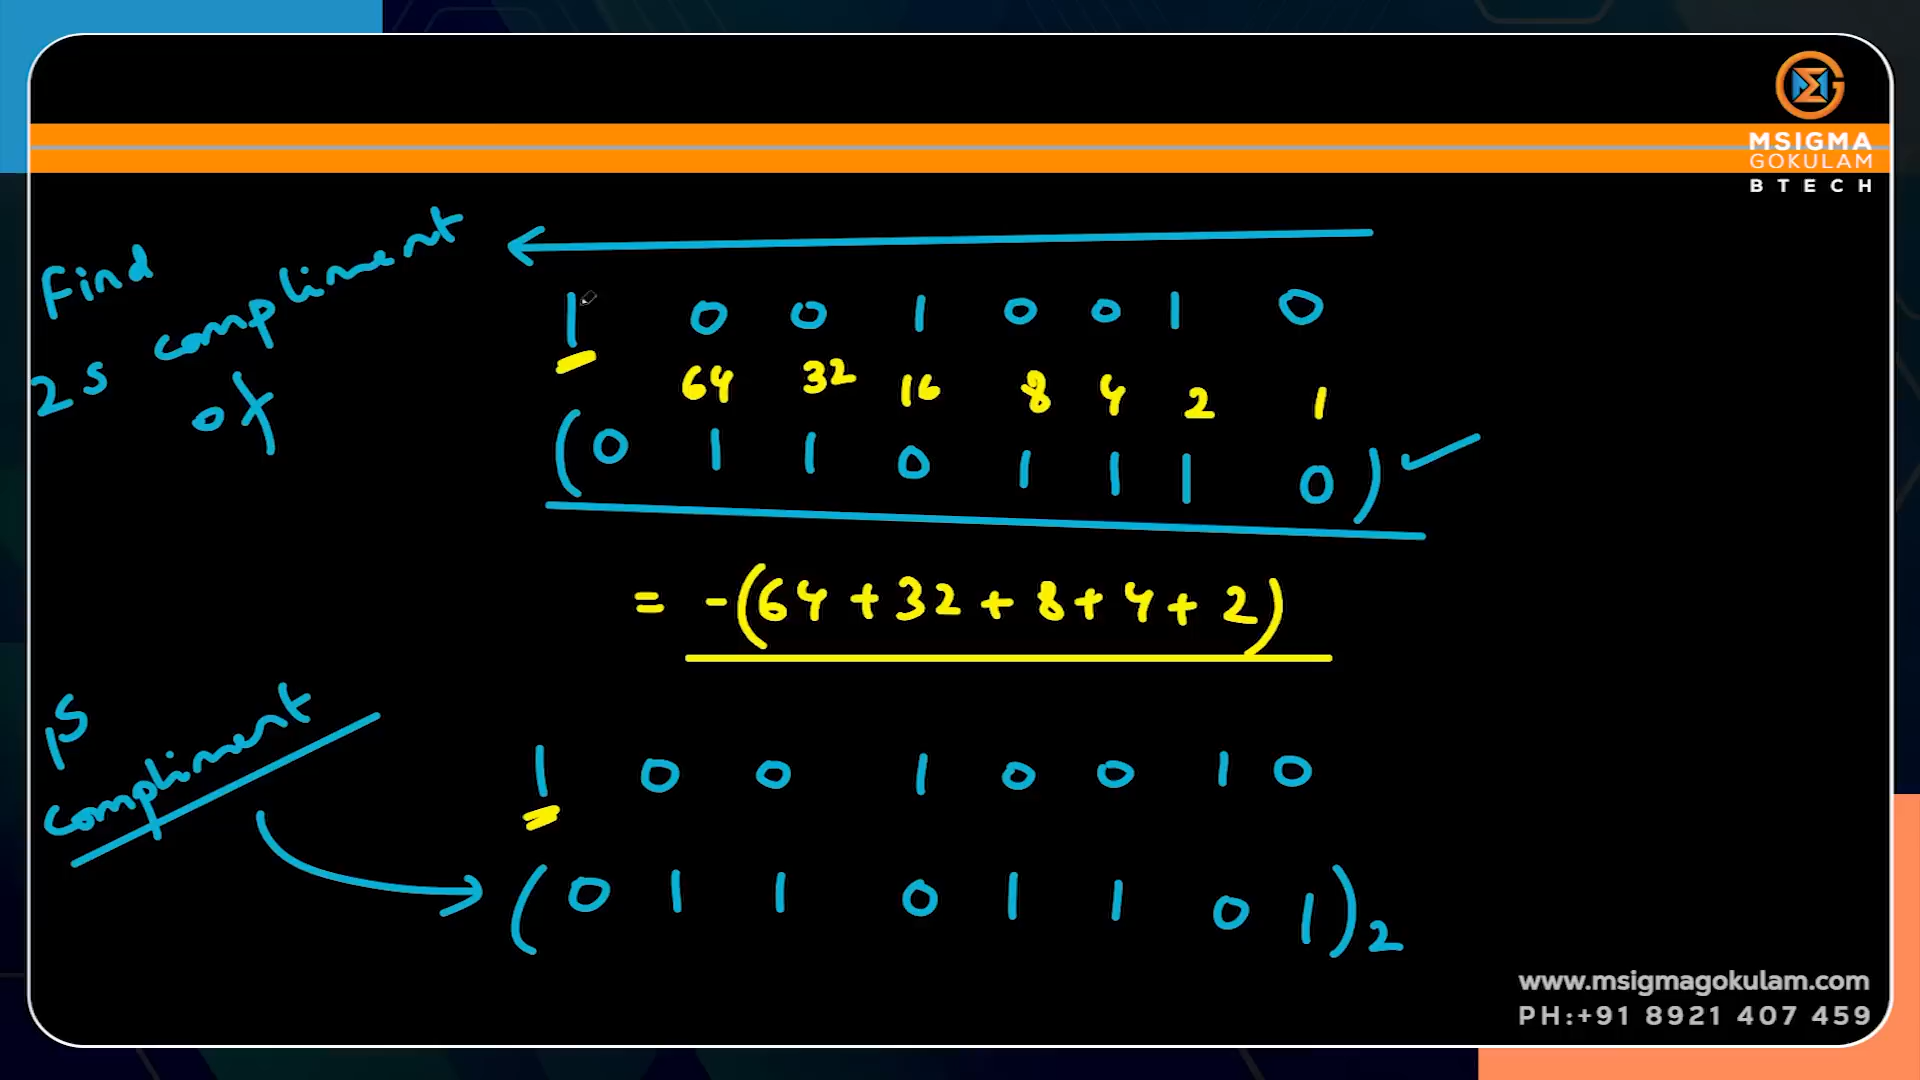 MSIGMA
GOKULAM
BTECH
Find
2s compliment
of
1 0 0 1 0 0 1 0
64 32 16 8 4 2 1
(0 1 1 0 1 1 1 0)
= -(64+32+8+4+2)
1s
compliment
1 0 0 1 0 0 1 0
(0 1 1 0 1 1 0 1)2
www.msigmagokulam.com
PH:+91 8921 407 459